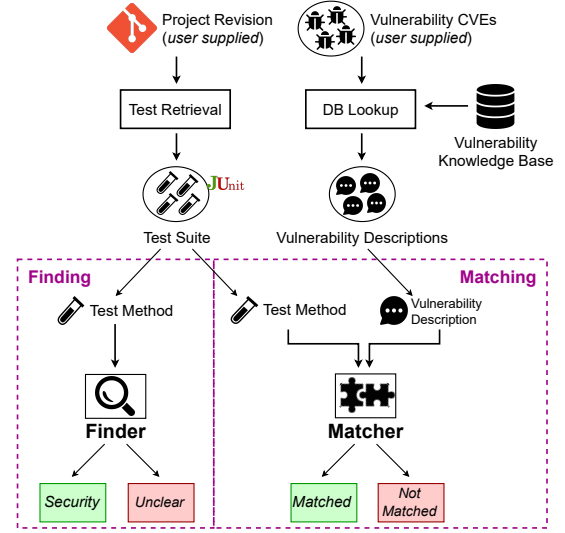 Project Revision
(user supplied)
Vulnerability CVEs
(user supplied)
Test Retrieval
DB Lookup
Vulnerability
Knowledge Base
JUnit
Test Suite
Vulnerability Descriptions
Finding
Matching
Test Method
Test Method
Vulnerability
Description
Finder
Matcher
Security
Unclear
Matched
Not
Matched